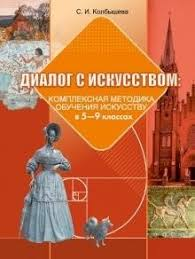 С. И. Колбышева
ДИАЛОГ С ИСКУССТВОМ:
КОМПЛЕКСНАЯ МЕТОДИКА
ОБУЧЕНИЯ ИСКУССТВУ
в 5—9 классах